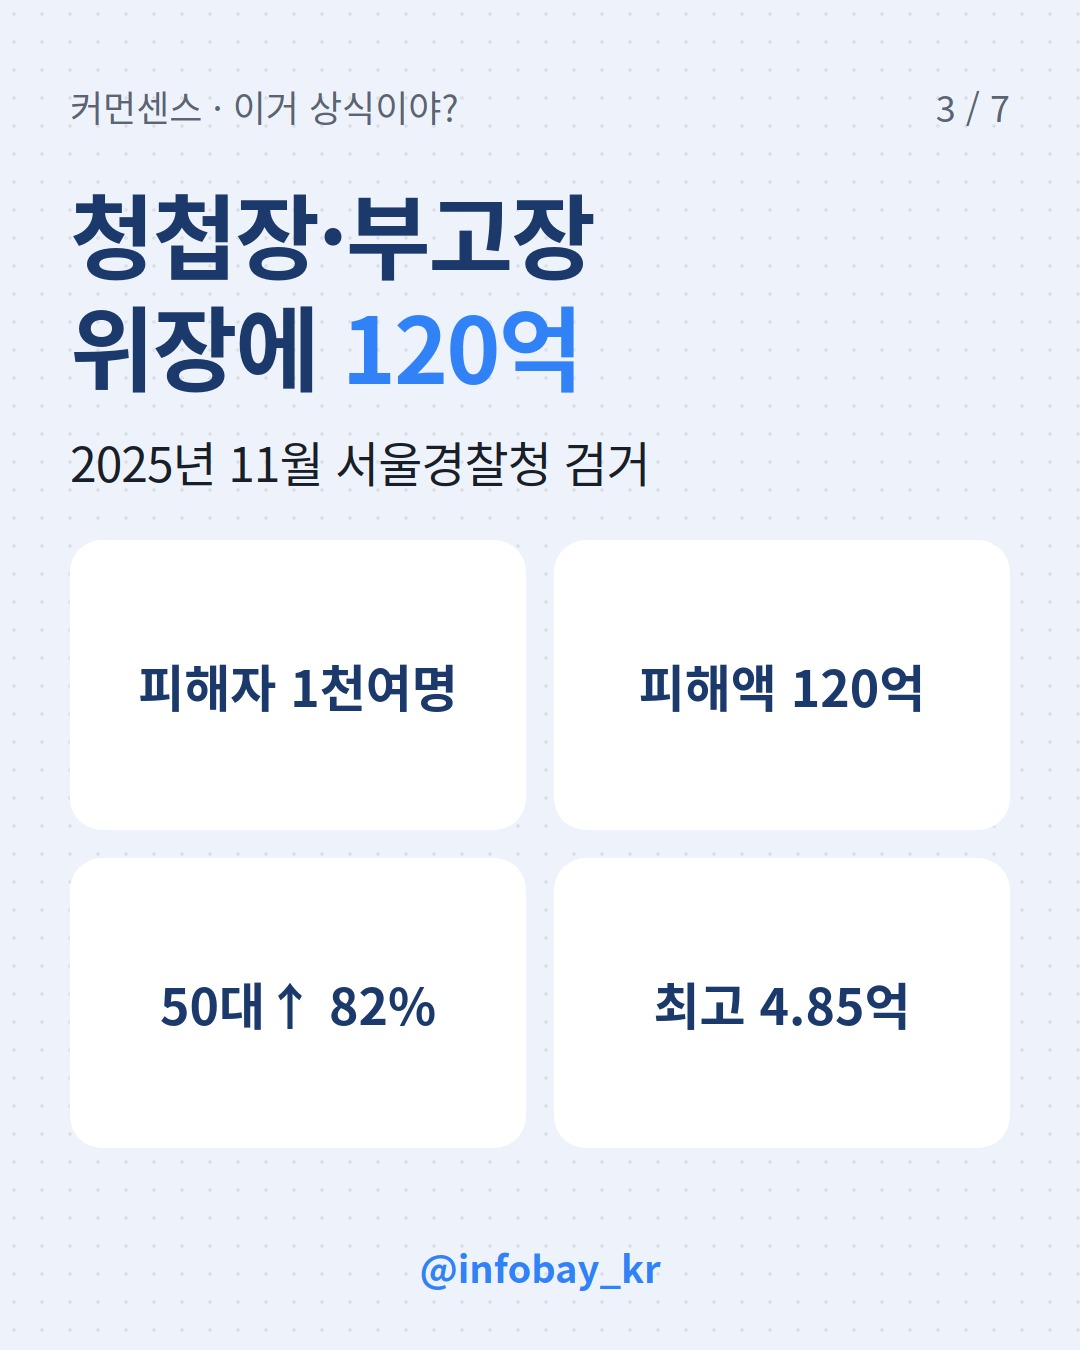 커먼센스 · 이거 상식이야?
3 / 7
청첩장·부고장
위장에 120억
2025년 11월 서울경찰청 검거
피해자 1천여명
피해액 120억
50대↑ 82%
최고 4.85억
@infobay_kr